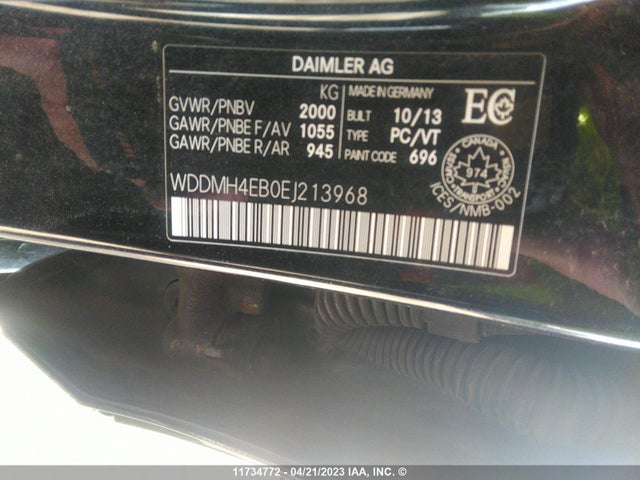 DAIMLER AG
KG
GVWR/PNBV 2000
GAWR/PNBE F/AV 1055
GAWR/PNBE R/AR 945
MADE IN GERMANY
BUILT 10/13
TYPE PC/VT
PAINT CODE 696
EC
CANADA
974
TRANSPORT
ICES/NMB-002
WDDMH4EB0EJ213968
11734772 - 04/21/2023 IAA, INC. ©